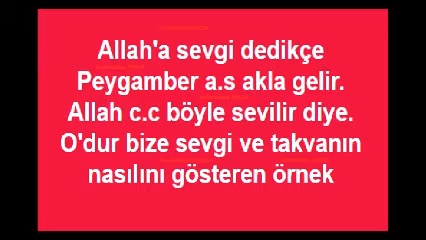 Allah'a sevgi dedikçe
Peygamber a.s akla gelir.
Allah c.c böyle sevilir diye.
O'dur bize sevgi ve takvanın
nasılını gösteren örnek